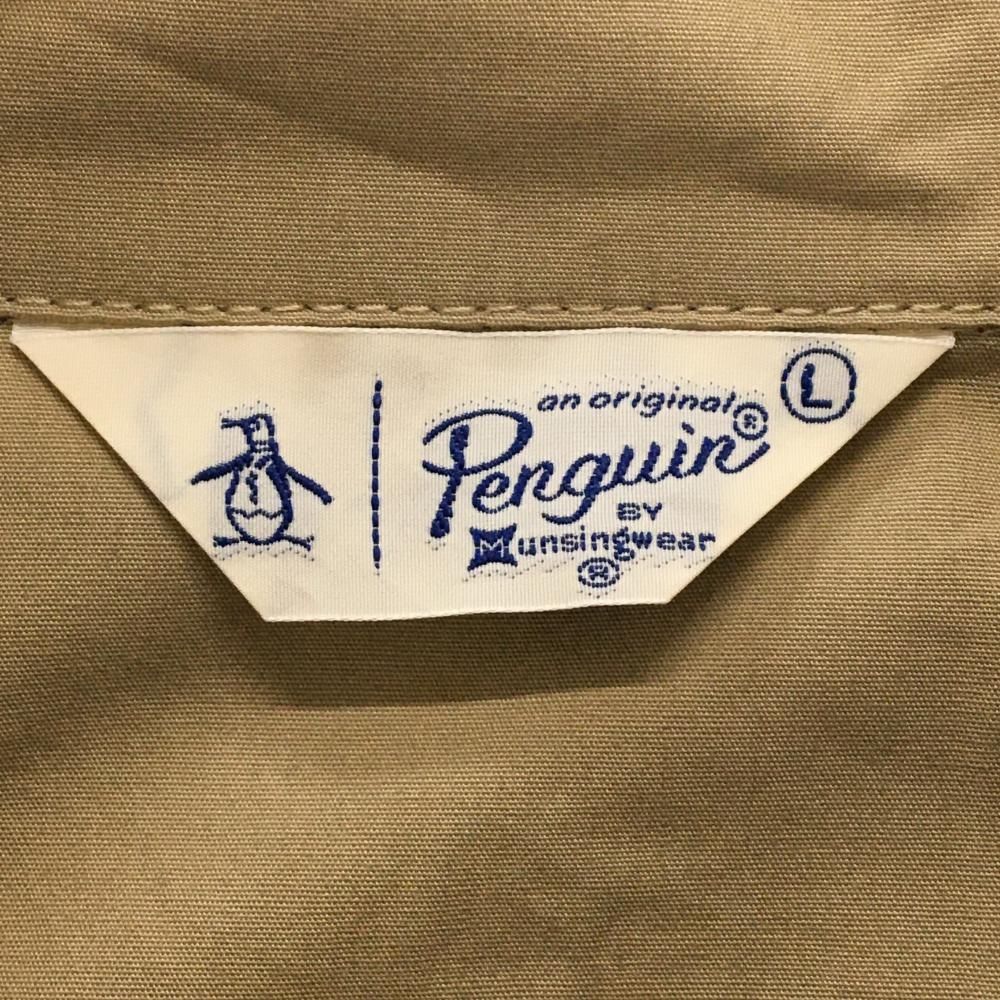 an original®
Penguin
BY
Munsingwear
®
L